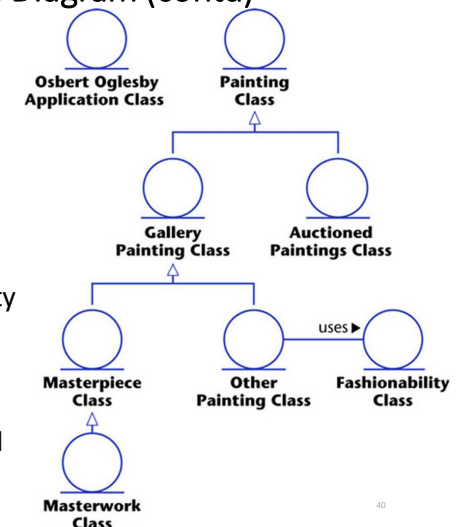 Diagram (contd)
Osbert Oglesby
Application Class
Painting
Class
Gallery
Painting Class
Auctioned
Paintings Class
uses ▶
Masterpiece
Class
Other
Painting Class
Fashionability
Class
Masterwork
Class
40